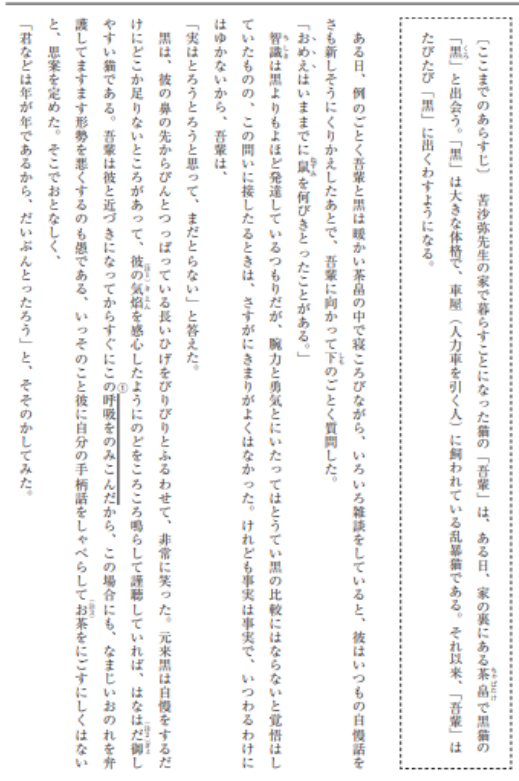 〔ここまでのあらすじ〕　苦沙弥先生の家で暮らすことになった猫の「吾輩」は、ある日、家の裏にある茶畠で黒猫の
「黒」と出会う。「黒」は大きな体格で、車屋（人力車を引く人）に飼われている乱暴猫である。それ以来、「吾輩」は
たびたび「黒」に出くわすようになる。
ある日、例のごとく吾輩と黒は暖かい茶畠の中で寝ころびながら、いろいろ雑談をしていると、彼はいつもの自慢話を
さも新しそうにくりかえしたあとで、吾輩に向かって下のごとく質問した。
「おめえはいままでに鼠を何びきとったことがある。」
智識は黒よりもよほど発達しているつもりだが、腕力と勇気とにいたってはとうてい黒の比較にはならないと覚悟はし
ていたものの、この問いに接したるときは、さすがにきまりがよくはなかった。けれども事実は事実で、いつわるわけに
はゆかないから、吾輩は、
「実はとろうとろうと思って、まだとらない」と答えた。
黒は、彼の鼻の先からぴんとつっぱっている長いひげをびりびりとふるわせて、非常に笑った。元来黒は自慢をするだ
けにどこか足りないところがあって、彼の気焰を感心したようにのどをころころ鳴らして謹聴していれば、はなはだ御し
やすい猫である。吾輩は彼と近づきになってからすぐにこの①呼吸をのみこんだから、この場合にも、なまじいおのれを弁
護してますます形勢を悪くするのも愚である、いっそのこと彼に自分の手柄話をしゃべらしてお茶をにごすにしくはない
と、思案を定めた。そこでおとなしく、
「君などは年が年であるから、だいぶんとったろう」と、そそのかしてみた。